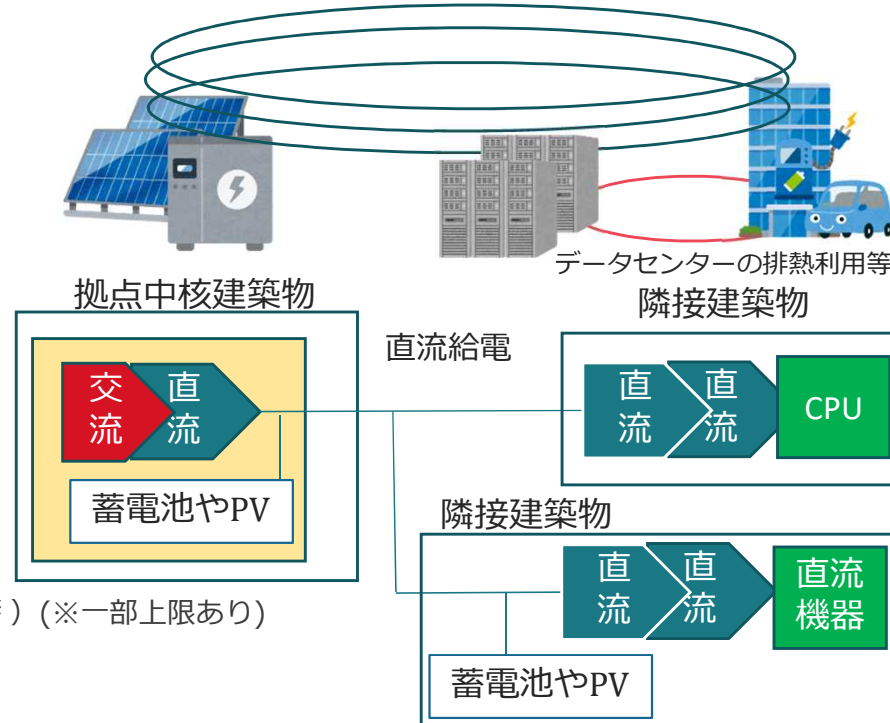 データセンターの排熱利用等
拠点中核建築物
隣接建築物
直流給電
交流
直流
直流
直流
CPU
蓄電池やPV
隣接建築物
直流
直流
直流機器
）(※一部上限あり)
蓄電池やPV